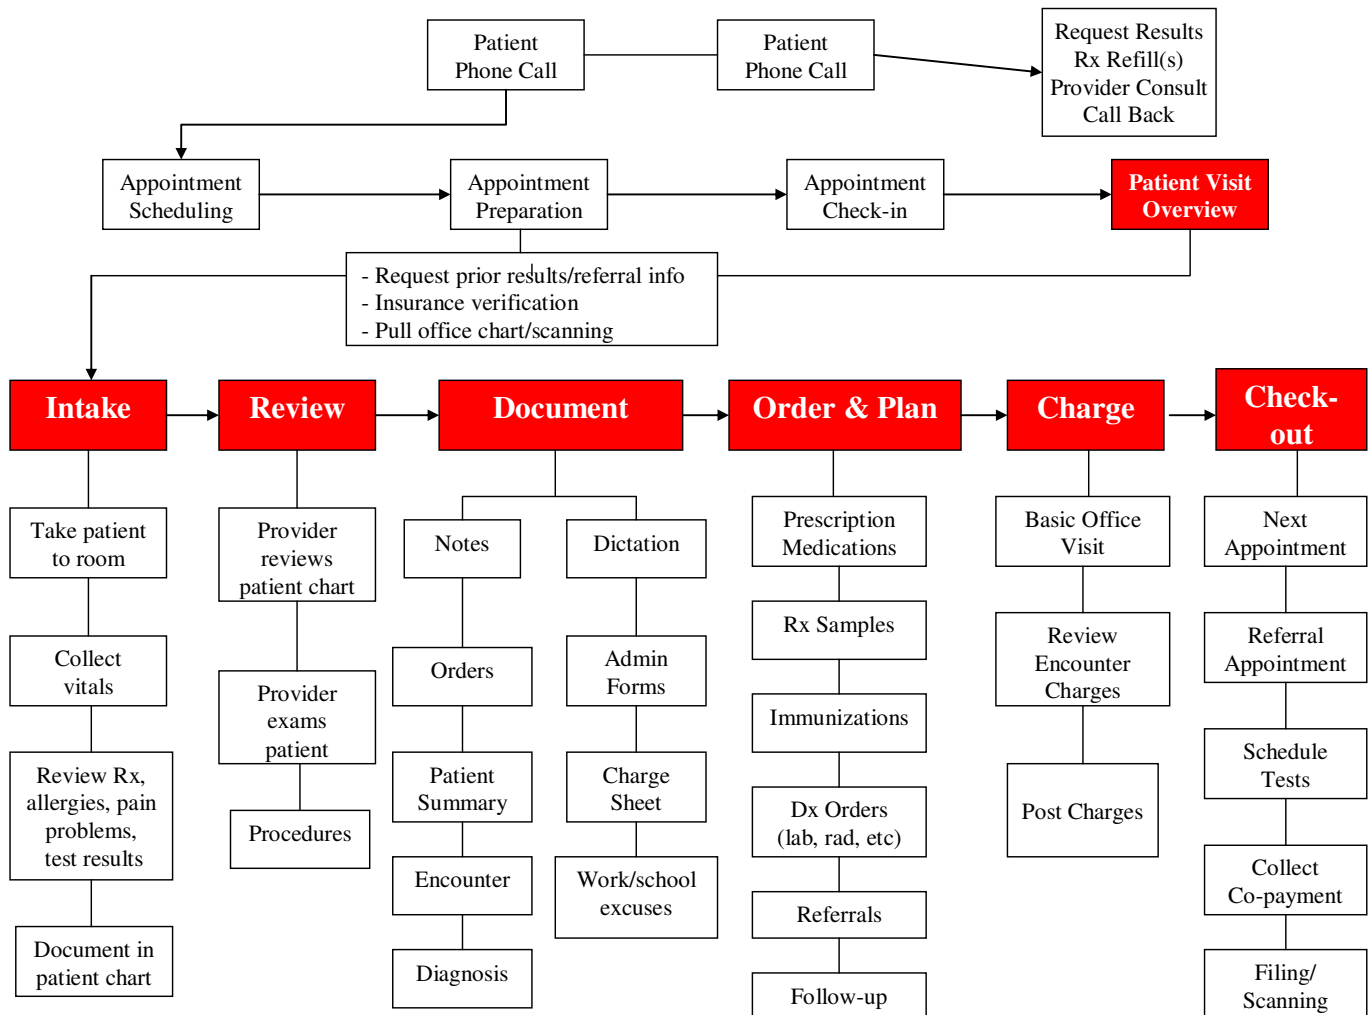 Patient
Phone Call
Patient
Phone Call
Request Results
Rx Refill(s)
Provider Consult
Call Back
Appointment
Scheduling
Appointment
Preparation
Appointment
Check-in
Patient Visit
Overview
- Request prior results/referral info
- Insurance verification
- Pull office chart/scanning
Intake
Review
Document
Order & Plan
Charge
Check-
out
Take patient
to room
Collect
vitals
Review Rx,
allergies, pain
problems,
test results
Document in
patient chart
Provider
reviews
patient chart
Provider
exams
patient
Procedures
Notes
Orders
Patient
Summary
Encounter
Diagnosis
Dictation
Admin
Forms
Charge
Sheet
Work/school
excuses
Prescription
Medications
Rx Samples
Immunizations
Dx Orders
(lab, rad, etc)
Referrals
Follow-up
Basic Office
Visit
Review
Encounter
Charges
Post Charges
Next
Appointment
Referral
Appointment
Schedule
Tests
Collect
Co-payment
Filing/
Scanning